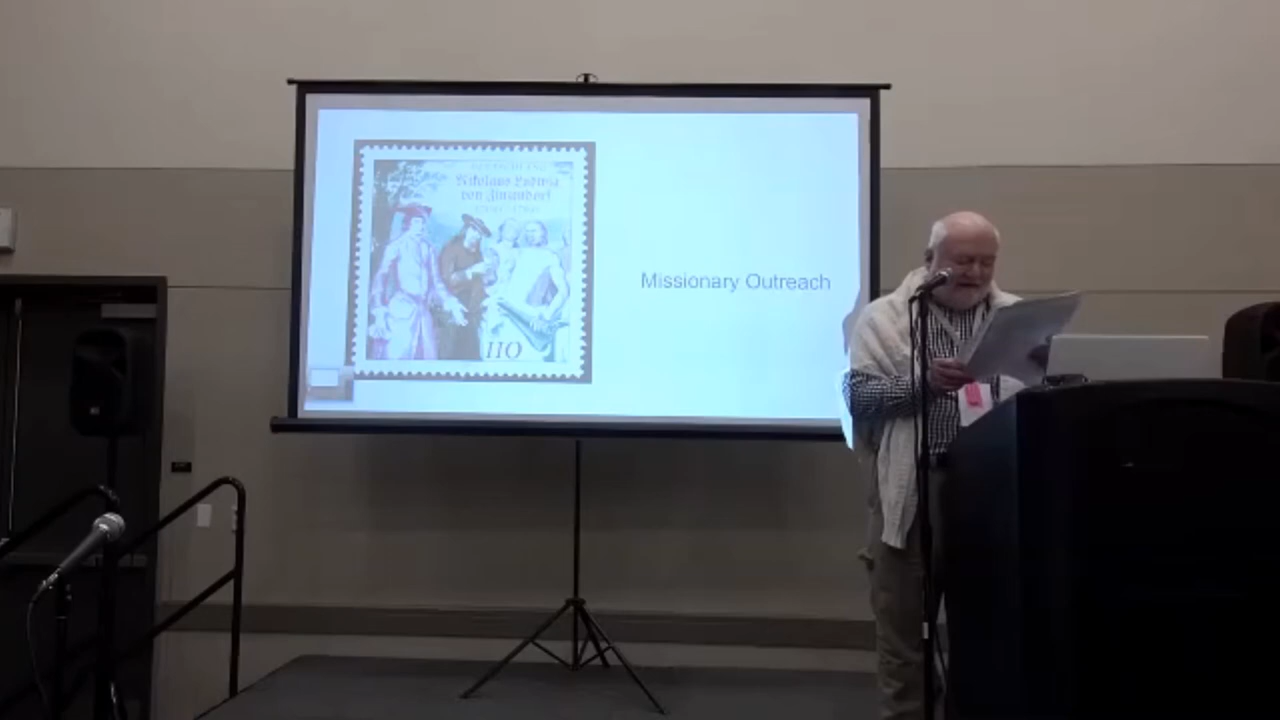 Nikolaus Ludwig
von Zinzendorf
Missionary Outreach
110